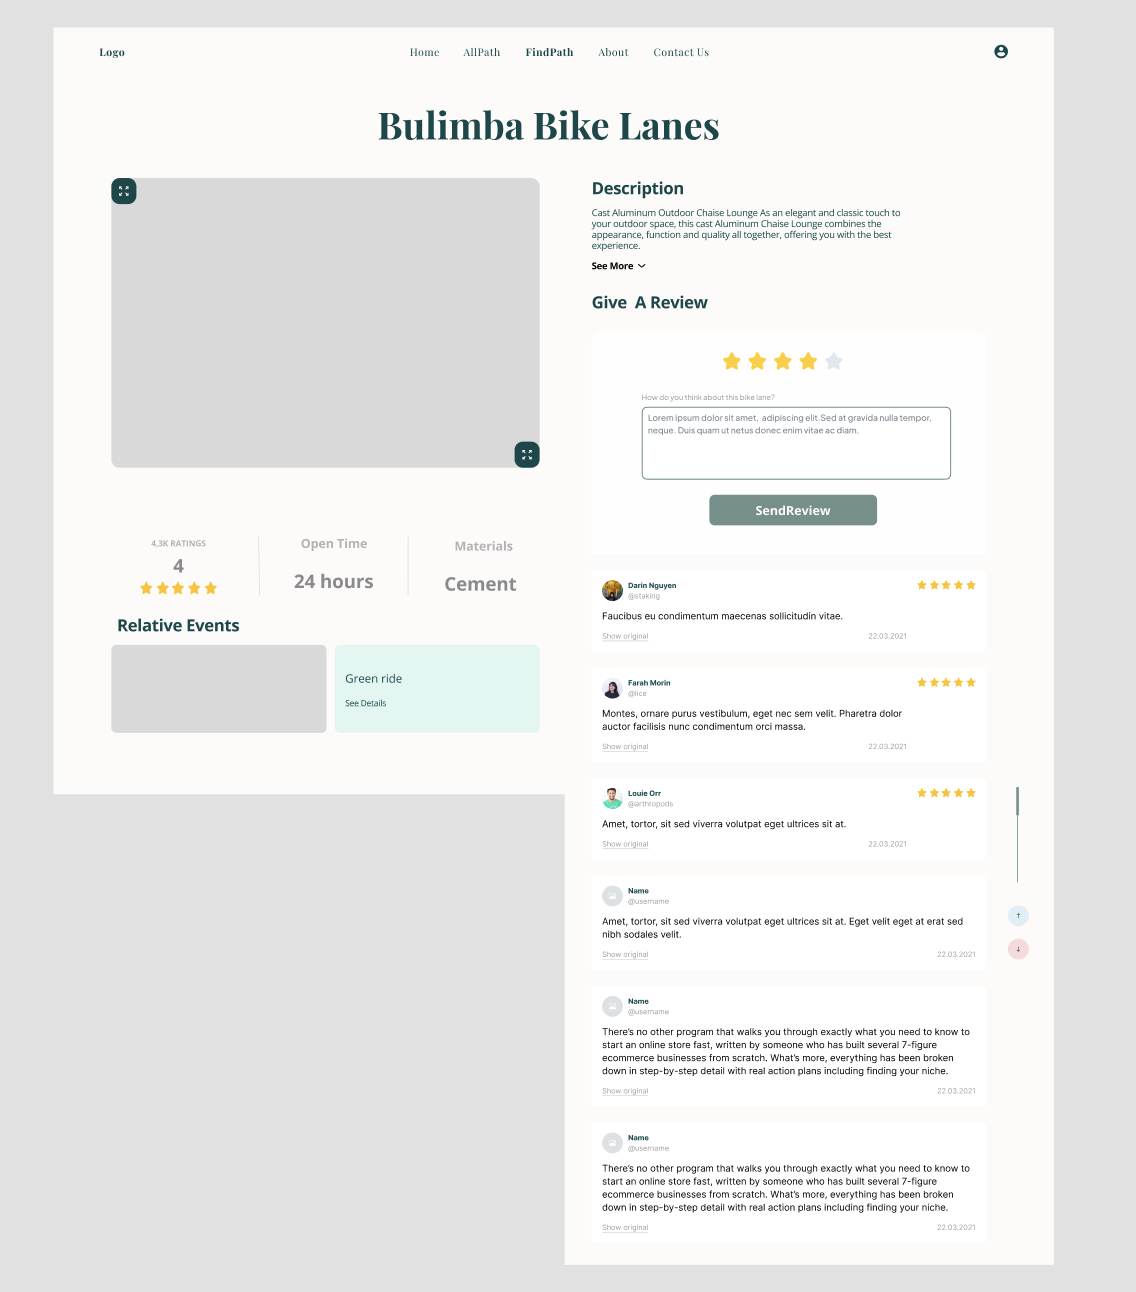 Logo
Home
AllPath
FindPath
About
Contact Us
Bulimba Bike Lanes
Description
Cast Aluminum Outdoor Chaise Lounge As an elegant and classic touch to
your outdoor space, this cast Aluminum Chaise Lounge combines the
appearance, function and quality all together, offering you with the best
experience.
See More
Give A Review
How do you think about this bike lane?
Lorem ipsum dolor sit amet, adipiscing elit.Sed at gravida nulla tempor,
neque. Duis quam ut netus donec enim vitae ac diam.
SendReview
4,3K RATINGS
4
Open Time
24 hours
Materials
Cement
Relative Events
Green ride
See Details
Darin Nguyen
@staking
Faucibus eu condimentum maecenas sollicitudin vitae.
Show original
22.03.2021
Farah Morin
@lice
Montes, ornare purus vestibulum, eget nec sem velit. Pharetra dolor
auctor facilisis nunc condimentum orci massa.
Show original
22.03.2021
Louie Orr
@arthropods
Amet, tortor, sit sed viverra volutpat eget ultrices sit at.
Show original
22.03.2021
Name
@username
Amet, tortor, sit sed viverra volutpat eget ultrices sit at. Eget velit eget at erat sed
nibh sodales velit.
Show original
22.03.2021
Name
@username
There's no other program that walks you through exactly what you need to know to
start an online store fast, written by someone who has built several 7-figure
ecommerce businesses from scratch. What's more, everything has been broken
down in step-by-step detail with real action plans including finding your niche.
Show original
22.03.2021
Name
@username
There's no other program that walks you through exactly what you need to know to
start an online store fast, written by someone who has built several 7-figure
ecommerce businesses from scratch. What's more, everything has been broken
down in step-by-step detail with real action plans including finding your niche.
Show original
22.03.2021